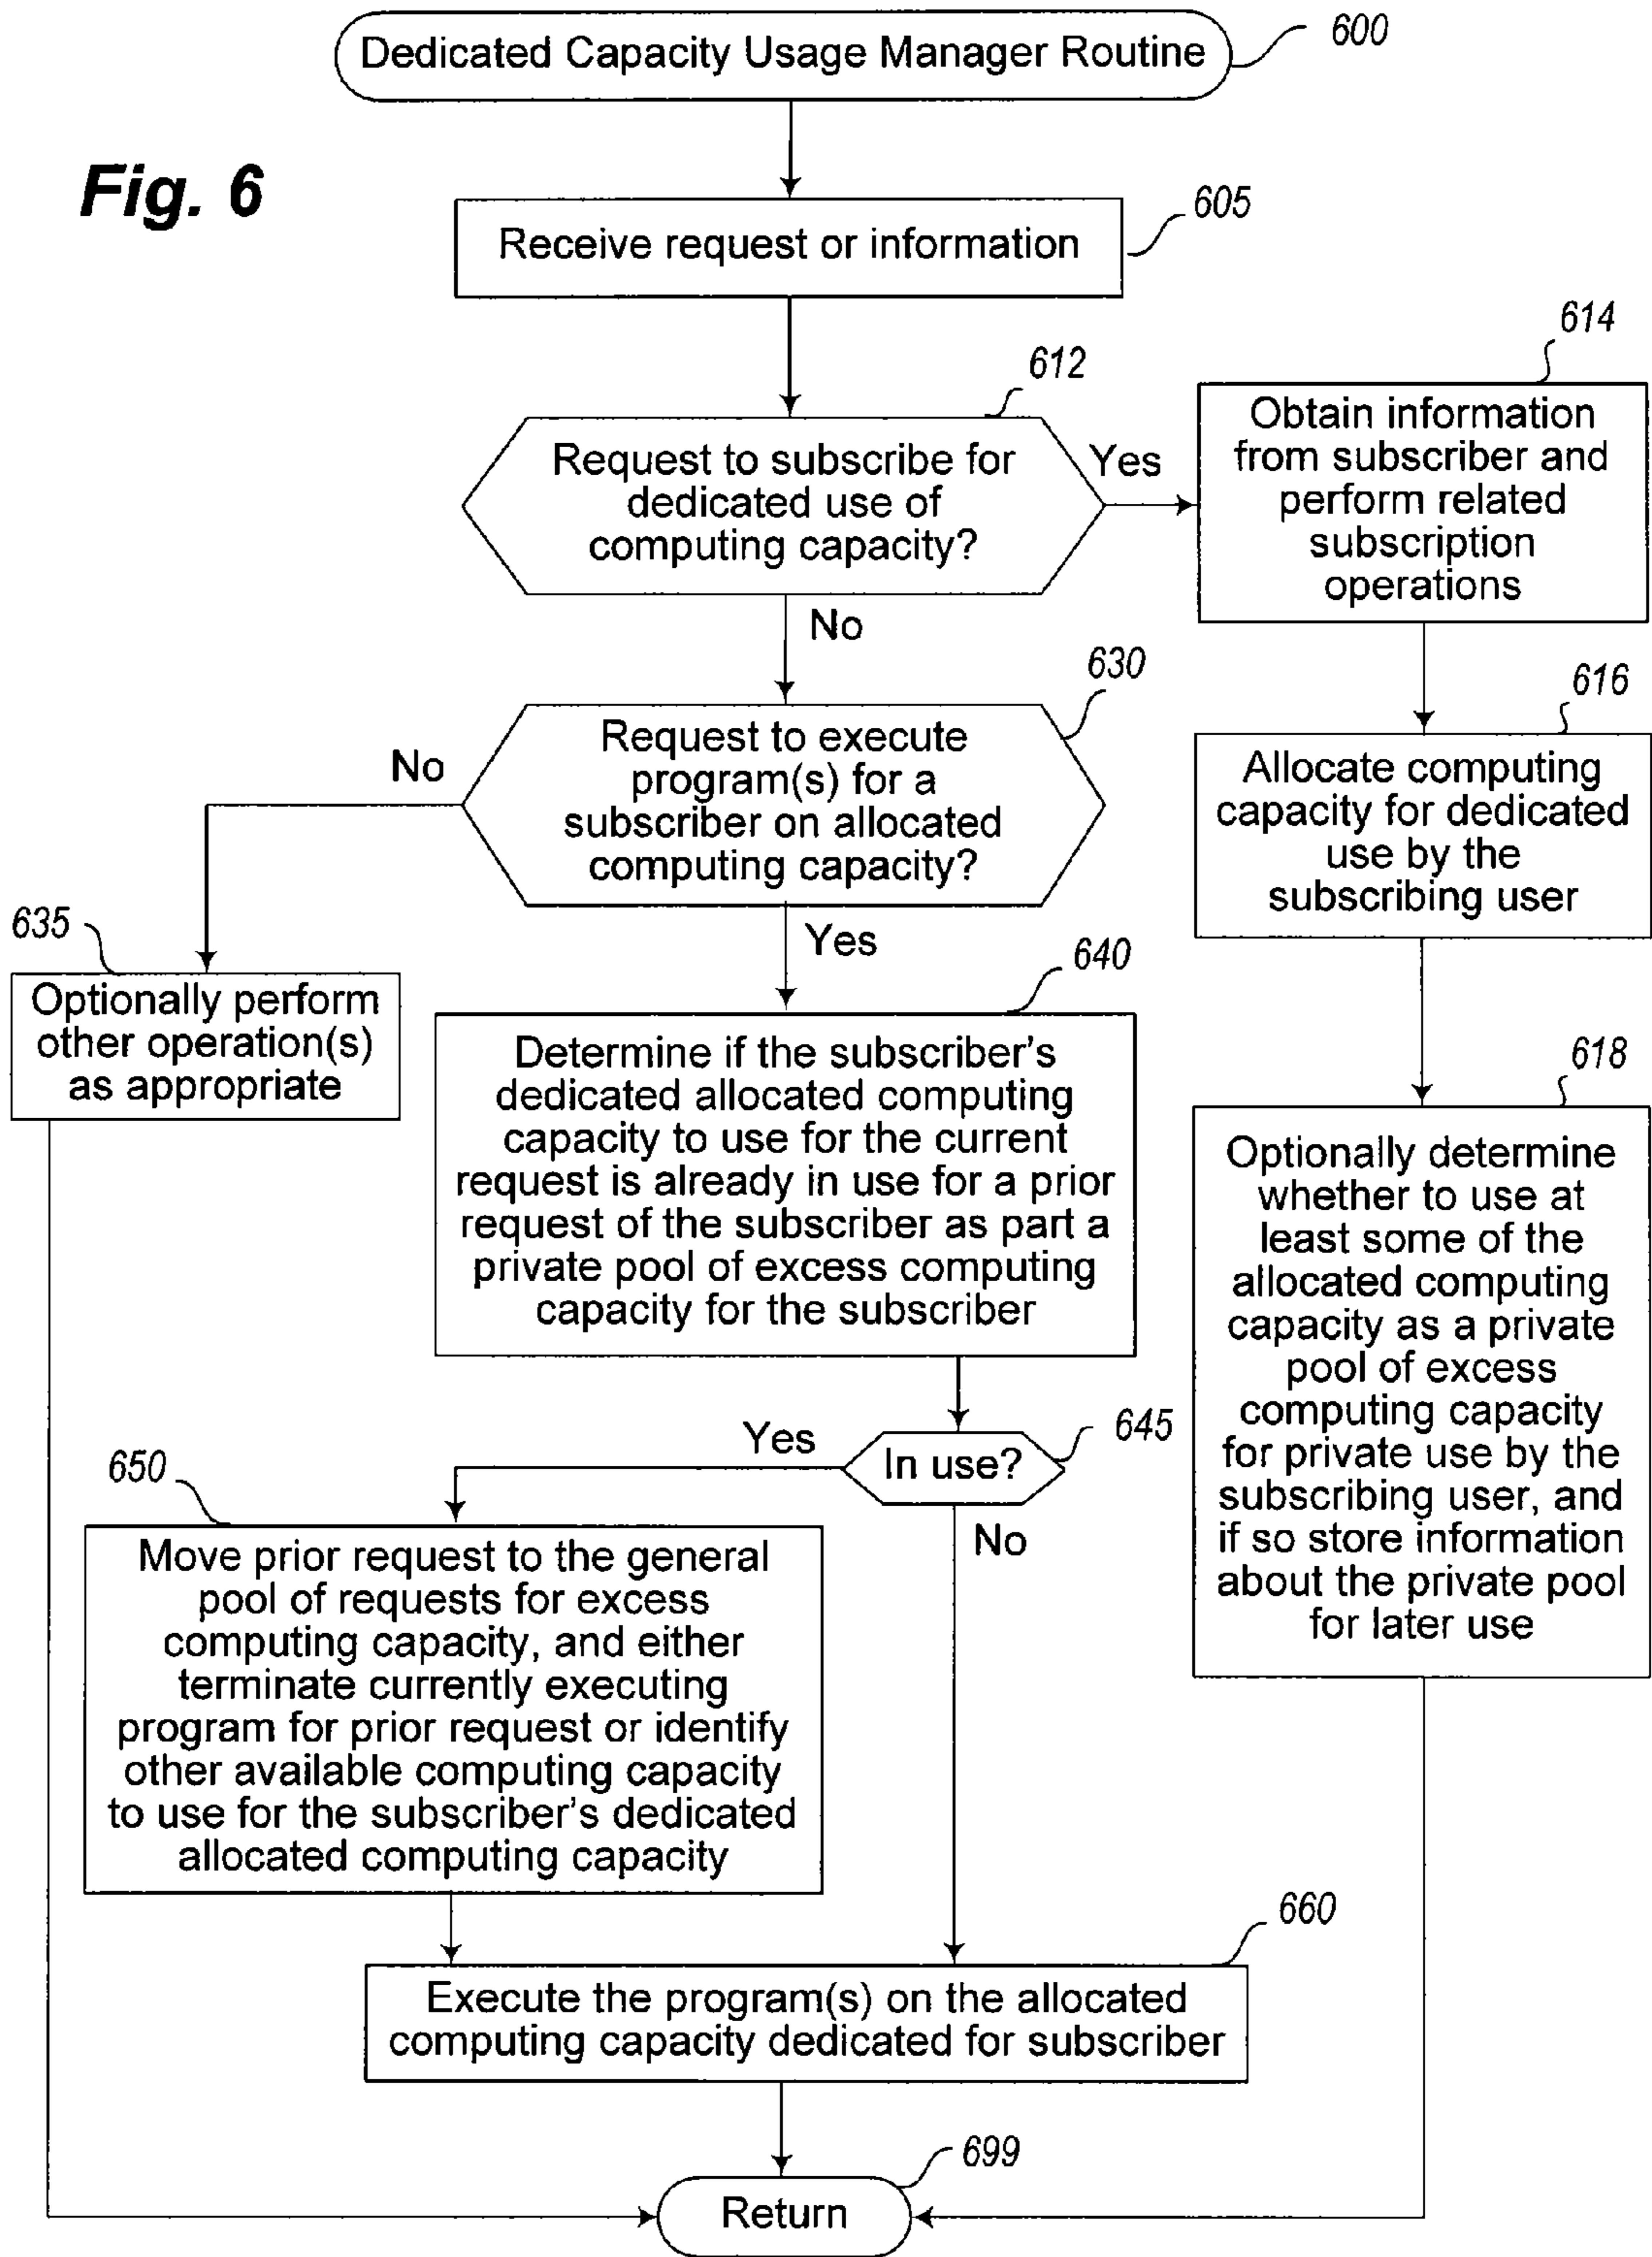 Dedicated Capacity Usage Manager Routine
600
Fig. 6
605
Receive request or information
614
612
Obtain information
from subscriber and
perform related
subscription
operations
Request to subscribe for
dedicated use of
computing capacity?
Yes
No
630
616
Request to execute
program(s) for a
subscriber on allocated
computing capacity?
No
Allocate computing
capacity for dedicated
use by the
subscribing user
635
Yes
640
Optionally perform
other operation(s)
as appropriate
Determine if the subscriber's
dedicated allocated computing
capacity to use for the current
request is already in use for a prior
request of the subscriber as part a
private pool of excess computing
capacity for the subscriber
618
Optionally determine
whether to use at
least some of the
allocated computing
capacity as a private
pool of excess
computing capacity
for private use by the
subscribing user, and
if so store information
about the private pool
for later use
645
Yes
In use?
650
No
Move prior request to the general
pool of requests for excess
computing capacity, and either
terminate currently executing
program for prior request or identify
other available computing capacity
to use for the subscriber's dedicated
allocated computing capacity
660
Execute the program(s) on the allocated
computing capacity dedicated for subscriber
699
Return